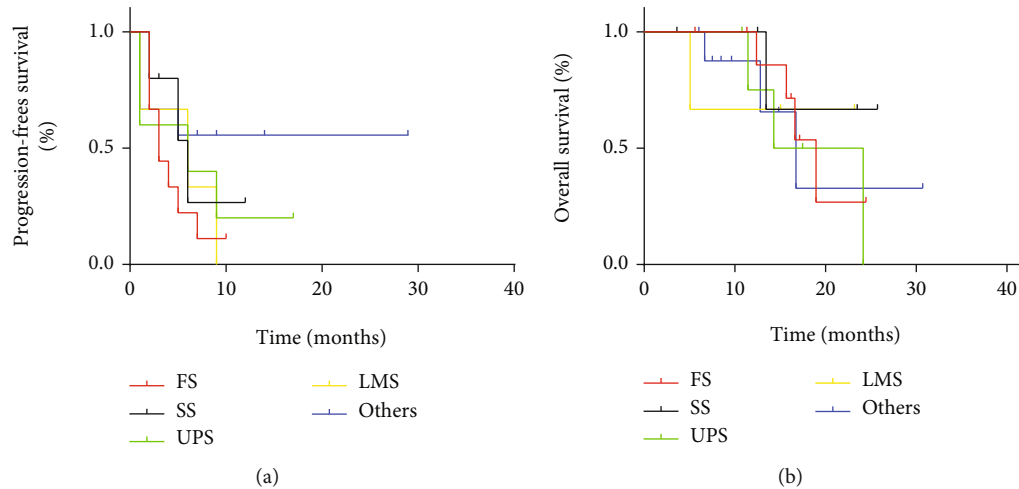 Progression-frees survival
(%)
1.0
0.5
0.0
0
10
20
30
40
Time (months)
FS
SS
UPS
LMS
Others
(a)
Overall survival (%)
1.0
0.5
0.0
0
10
20
30
40
Time (months)
FS
SS
UPS
LMS
Others
(b)